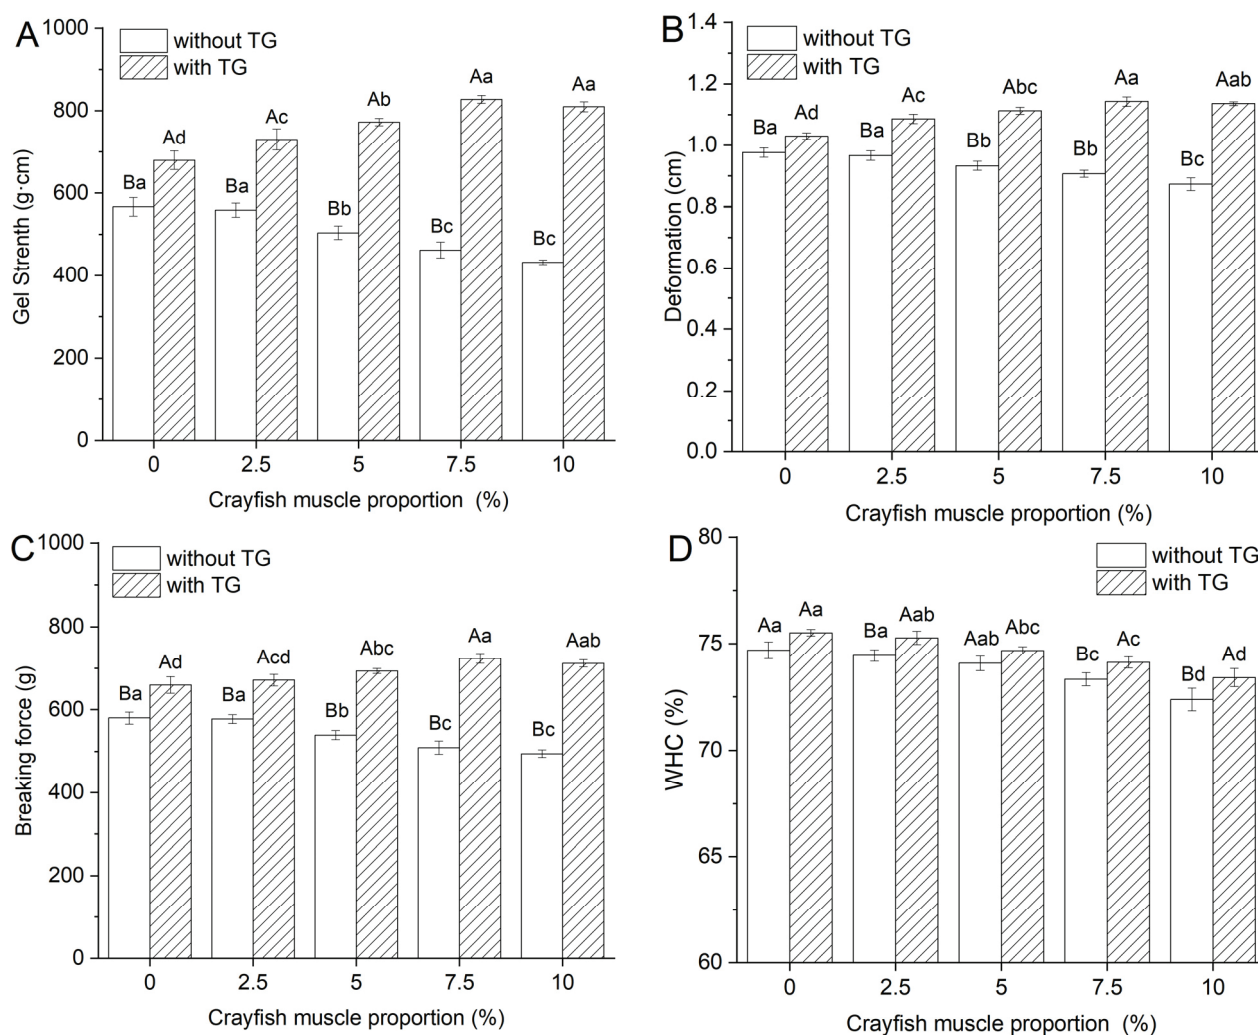 A
1000
800
600
400
200
0
Gel Strenth (g·cm)
without TG
with TG
Ba
Ad
Ba
Ac
Bb
Ab
Bc
Aa
Bc
Aa
0
2.5
5
7.5
10
Crayfish muscle proportion (%)
B
1.4
1.2
1.0
0.8
0.6
0.4
0.2
0.0
Deformation (cm)
without TG
with TG
Ba
Ad
Ba
Ac
Bb
Abc
Bb
Aa
Bc
Aab
0
2.5
5
7.5
10
Crayfish muscle proportion (%)
C
1000
800
600
400
200
0
Breaking force (g)
without TG
with TG
Ba
Ad
Ba
Acd
Bb
Abc
Bc
Aa
Bc
Aab
0
2.5
5
7.5
10
Crayfish muscle proportion (%)
D
80
75
70
65
60
WHC (%)
without TG
with TG
Aa
Aa
Ba
Aab
Aab
Abc
Bc
Ac
Bd
Ad
0
2.5
5
7.5
10
Crayfish muscle proportion (%)